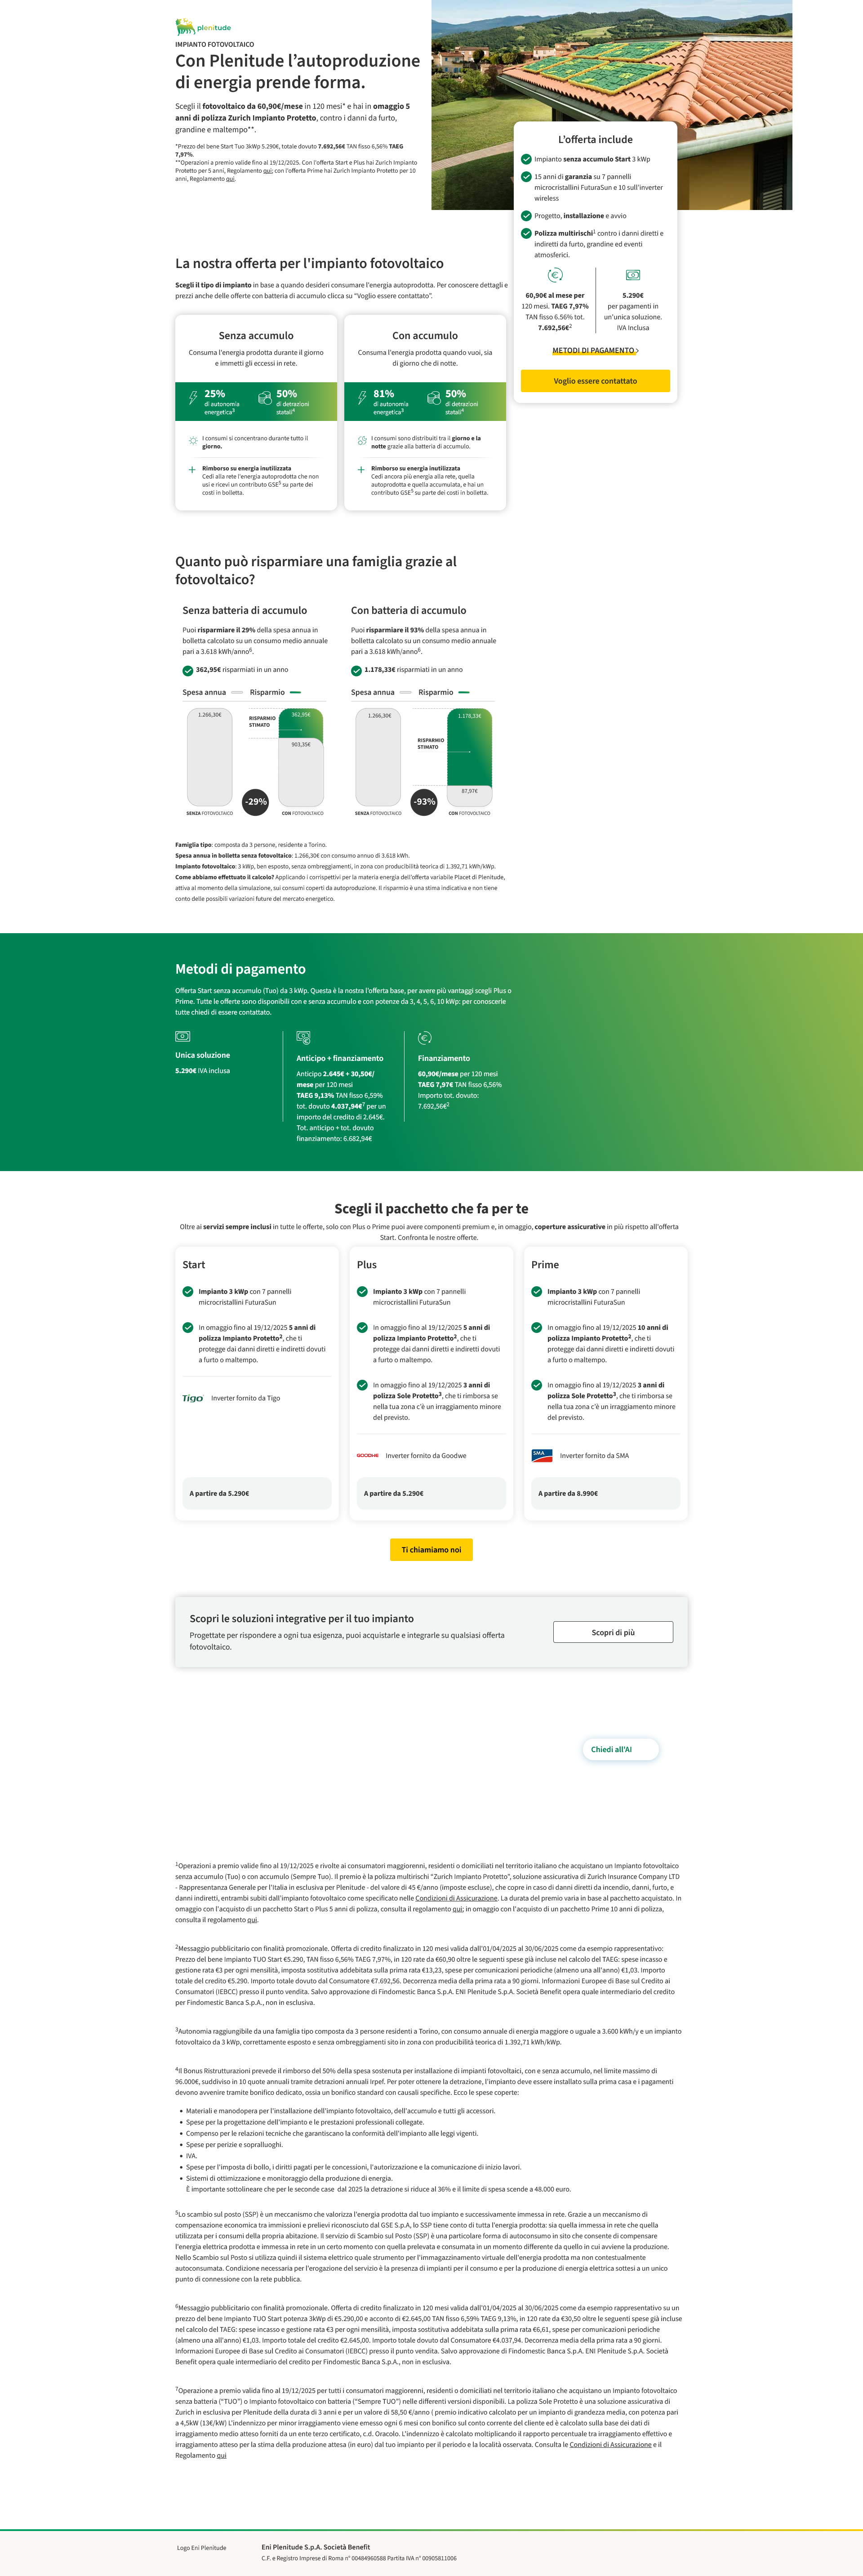 plenitude
IMPIANTO FOTOVOLTAICO
Con Plenitude l'autoproduzione
di energia prende forma.
Scegli il fotovoltaico da 60,90€/mese in 120 mesi* e hai in omaggio 5
anni di polizza Zurich Impianto Protetto, contro i danni da furto,
grandine e maltempo**.
*Prezzo del bene Start Tuo 3kWp 5.290€, totale dovuto 7.692,56€ TAN fisso 6,56% TAEG
7,97%.
**Operazioni a premio valide fino al 19/12/2025. Con l'offerta Start e Plus hai Zurich Impianto
Protetto per 5 anni, Regolamento qui; con l'offerta Prime hai Zurich Impianto Protetto per 10
anni, Regolamento qui.
L'offerta include
Impianto senza accumulo Start 3 kWp
15 anni di garanzia su 7 pannelli
microcristallini FuturaSun e 10 sull'inverter
wireless
Progetto, installazione e avvio
Polizza multirischi1 contro i danni diretti e
indiretti da furto, grandine ed eventi
atmosferici.
60,90€ al mese per
120 mesi. TAEG 7,97%
TAN fisso 6.56% tot.
7.692,56€2
5.290€
per pagamenti in
un'unica soluzione.
IVA Inclusa
METODI DI PAGAMENTO
Voglio essere contattato
La nostra offerta per l'impianto fotovoltaico
Scegli il tipo di impianto in base a quando desideri consumare l'energia autoprodotta. Per conoscere dettagli e
prezzi anche delle offerte con batteria di accumulo clicca su "Voglio essere contattato".
Senza accumulo
Consuma l'energia prodotta durante il giorno
e immetti gli eccessi in rete.
25%
di autonomia
energetica3
50%
di detrazioni
statali4
I consumi si concentrano durante tutto il
giorno.
Rimborso su energia inutilizzata
Cedi alla rete l'energia autoprodotta che non
usi e ricevi un contributo GSE5 su parte dei
costi in bolletta.
Con accumulo
Consuma l'energia prodotta quando vuoi, sia
di giorno che di notte.
81%
di autonomia
energetica3
50%
di detrazioni
statali4
I consumi sono distribuiti tra il giorno e la
notte grazie alla batteria di accumulo.
Rimborso su energia inutilizzata
Cedi ancora più energia alla rete, quella
autoprodotta e quella accumulata, e hai un
contributo GSE5 su parte dei costi in bolletta.
Quanto può risparmiare una famiglia grazie al
fotovoltaico?
Senza batteria di accumulo
Puoi risparmiare il 29% della spesa annua in
bolletta calcolato su un consumo medio annuale
pari a 3.618 kWh/anno6.
362,95€ risparmiati in un anno
Spesa annua Risparmio
1.266,30€
RISPARMIO
STIMATO
362,95€
903,35€
-29%
SENZA FOTOVOLTAICO
CON FOTOVOLTAICO
Con batteria di accumulo
Puoi risparmiare il 93% della spesa annua in
bolletta calcolato su un consumo medio annuale
pari a 3.618 kWh/anno6.
1.178,33€ risparmiati in un anno
Spesa annua Risparmio
1.266,30€
1.178,33€
RISPARMIO
STIMATO
87,97€
-93%
SENZA FOTOVOLTAICO
CON FOTOVOLTAICO
Famiglia tipo: composta da 3 persone, residente a Torino.
Spesa annua in bolletta senza fotovoltaico: 1.266,30€ con consumo annuo di 3.618 kWh.
Impianto fotovoltaico: 3 kWp, ben esposto, senza ombreggiamenti, in zona con producibilità teorica di 1.392,71 kWh/kWp.
Come abbiamo effettuato il calcolo? Applicando i corrispettivi per la materia energia dell'offerta variabile Placet di Plenitude,
attiva al momento della simulazione, sui consumi coperti da autoproduzione. Il risparmio è una stima indicativa e non tiene
conto delle possibili variazioni future del mercato energetico.
Metodi di pagamento
Offerta Start senza accumulo (Tuo) da 3 kWp. Questa è la nostra l'offerta base, per avere più vantaggi scegli Plus o
Prime. Tutte le offerte sono disponibili con e senza accumulo e con potenze da 3, 4, 5, 6, 10 kWp: per conoscerle
tutte chiedi di essere contattato.
Unica soluzione
5.290€ IVA inclusa
Anticipo + finanziamento
Anticipo 2.645€ + 30,50€/
mese per 120 mesi
TAEG 9,13% TAN fisso 6,59%
tot. dovuto 4.037,94€7 per un
importo del credito di 2.645€.
Tot. anticipo + tot. dovuto
finanziamento: 6.682,94€
Finanziamento
60,90€/mese per 120 mesi
TAEG 7,97€ TAN fisso 6,56%
Importo tot. dovuto:
7.692,56€2
Scegli il pacchetto che fa per te
Oltre ai servizi sempre inclusi in tutte le offerte, solo con Plus o Prime puoi avere componenti premium e, in omaggio, coperture assicurative in più rispetto all'offerta
Start. Confronta le nostre offerte.
Start
Impianto 3 kWp con 7 pannelli
microcristallini FuturaSun
In omaggio fino al 19/12/2025 5 anni di
polizza Impianto Protetto2, che ti
protegge dai danni diretti e indiretti dovuti
a furto o maltempo.
Tigo Inverter fornito da Tigo
A partire da 5.290€
Plus
Impianto 3 kWp con 7 pannelli
microcristallini FuturaSun
In omaggio fino al 19/12/2025 5 anni di
polizza Impianto Protetto2, che ti
protegge dai danni diretti e indiretti dovuti
a furto o maltempo.
In omaggio fino al 19/12/2025 3 anni di
polizza Sole Protetto3, che ti rimborsa se
nella tua zona c'è un irraggiamento minore
del previsto.
GOODWE Inverter fornito da Goodwe
A partire da 5.290€
Prime
Impianto 3 kWp con 7 pannelli
microcristallini FuturaSun
In omaggio fino al 19/12/2025 10 anni di
polizza Impianto Protetto2, che ti
protegge dai danni diretti e indiretti dovuti
a furto o maltempo.
In omaggio fino al 19/12/2025 3 anni di
polizza Sole Protetto3, che ti rimborsa se
nella tua zona c'è un irraggiamento minore
del previsto.
SMA Inverter fornito da SMA
A partire da 8.990€
Ti chiamiamo noi
Scopri le soluzioni integrative per il tuo impianto
Progettate per rispondere a ogni tua esigenza, puoi acquistarle e integrarle su qualsiasi offerta
fotovoltaico.
Scopri di più
Chiedi all'AI
1Operazioni a premio valide fino al 19/12/2025 e rivolte ai consumatori maggiorenni, residenti o domiciliati nel territorio italiano che acquistano un Impianto fotovoltaico
senza accumulo (Tuo) o con accumulo (Sempre Tuo). Il premio è la polizza multirischi "Zurich Impianto Protetto", soluzione assicurativa di Zurich Insurance Company LTD
- Rappresentanza Generale per l'Italia in esclusiva per Plenitude - del valore di 45 €/anno (imposte escluse), che copre in caso di danni diretti da incendio, danni, furto, e
danni indiretti, entrambi subiti dall'impianto fotovoltaico come specificato nelle Condizioni di Assicurazione. La durata del premio varia in base al pacchetto acquistato. In
omaggio con l'acquisto di un pacchetto Start o Plus 5 anni di polizza, consulta il regolamento qui; in omaggio con l'acquisto di un pacchetto Prime 10 anni di polizza,
consulta il regolamento qui.
2Messaggio pubblicitario con finalità promozionale. Offerta di credito finalizzato in 120 mesi valida dall'01/04/2025 al 30/06/2025 come da esempio rappresentativo:
Prezzo del bene Impianto TUO Start €5.290, TAN fisso 6,56% TAEG 7,97%, in 120 rate da €60,90 oltre le seguenti spese già incluse nel calcolo del TAEG: spese incasso e
gestione rata €3 per ogni mensilità, imposta sostitutiva addebitata sulla prima rata €13,23, spese per comunicazioni periodiche (almeno una all'anno) €1,03. Importo
totale del credito €5.290. Importo totale dovuto dal Consumatore €7.692,56. Decorrenza media della prima rata a 90 giorni. Informazioni Europee di Base sul Credito ai
Consumatori (IEBCC) presso il punto vendita. Salvo approvazione di Findomestic Banca S.p.A. ENI Plenitude S.p.A. Società Benefit opera quale intermediario del credito
per Findomestic Banca S.p.A., non in esclusiva.
3Autonomia raggiungibile da una famiglia tipo composta da 3 persone residenti a Torino, con consumo annuale di energia maggiore o uguale a 3.600 kWh/y e un impianto
fotovoltaico da 3 kWp, correttamente esposto e senza ombreggiamenti sito in zona con producibilità teorica di 1.392,71 kWh/kWp.
4Il Bonus Ristrutturazioni prevede il rimborso del 50% della spesa sostenuta per installazione di impianti fotovoltaici, con e senza accumulo, nel limite massimo di
96.000€, suddiviso in 10 quote annuali tramite detrazioni annuali Irpef. Per poter ottenere la detrazione, l'impianto deve essere installato sulla prima casa e i pagamenti
devono avvenire tramite bonifico dedicato, ossia un bonifico standard con causali specifiche. Ecco le spese coperte:
• Materiali e manodopera per l'installazione dell'impianto fotovoltaico, dell'accumulo e tutti gli accessori.
• Spese per la progettazione dell'impianto e le prestazioni professionali collegate.
• Compenso per le relazioni tecniche che garantiscano la conformità dell'impianto alle leggi vigenti.
• Spese per perizie e sopralluoghi.
• IVA.
• Spese per l'imposta di bollo, i diritti pagati per le concessioni, l'autorizzazione e la comunicazione di inizio lavori.
• Sistemi di ottimizzazione e monitoraggio della produzione di energia.
È importante sottolineare che per le seconde case dal 2025 la detrazione si riduce al 36% e il limite di spesa scende a 48.000 euro.
5Lo scambio sul posto (SSP) è un meccanismo che valorizza l'energia prodotta dal tuo impianto e successivamente immessa in rete. Grazie a un meccanismo di
compensazione economica tra immissioni e prelievi riconosciuto dal GSE S.p.A, lo SSP tiene conto di tutta l'energia prodotta: sia quella immessa in rete che quella
utilizzata per i consumi della propria abitazione. Il servizio di Scambio sul Posto (SSP) è una particolare forma di autoconsumo in sito che consente di compensare
l'energia elettrica prodotta e immessa in rete in un certo momento con quella prelevata e consumata in un momento differente da quello in cui avviene la produzione.
Nello Scambio sul Posto si utilizza quindi il sistema elettrico quale strumento per l'immagazzinamento virtuale dell'energia prodotta ma non contestualmente
autoconsumata. Condizione necessaria per l'erogazione del servizio è la presenza di impianti per il consumo e per la produzione di energia elettrica sottesi a un unico
punto di connessione con la rete pubblica.
6Messaggio pubblicitario con finalità promozionale. Offerta di credito finalizzato in 120 mesi valida dall'01/04/2025 al 30/06/2025 come da esempio rappresentativo su un
prezzo del bene Impianto TUO Start potenza 3kWp di €5.290,00 e acconto di €2.645,00 TAN fisso 6,59% TAEG 9,13%, in 120 rate da €30,50 oltre le seguenti spese già incluse
nel calcolo del TAEG: spese incasso e gestione rata €3 per ogni mensilità, imposta sostitutiva addebitata sulla prima rata €6,61, spese per comunicazioni periodiche
(almeno una all'anno) €1,03. Importo totale del credito €2.645,00. Importo totale dovuto dal Consumatore €4.037,94. Decorrenza media della prima rata a 90 giorni.
Informazioni Europee di Base sul Credito ai Consumatori (IEBCC) presso il punto vendita. Salvo approvazione di Findomestic Banca S.p.A. ENI Plenitude S.p.A. Società
Benefit opera quale intermediario del credito per Findomestic Banca S.p.A., non in esclusiva.
7Operazione a premio valida fino al 19/12/2025 per tutti i consumatori maggiorenni, residenti o domiciliati nel territorio italiano che acquistano un Impianto fotovoltaico
senza batteria ("TUO") o Impianto fotovoltaico con batteria ("Sempre TUO") nelle differenti versioni disponibili. La polizza Sole Protetto è una soluzione assicurativa di
Zurich in esclusiva per Plenitude della durata di 3 anni e per un valore di 58,50 €/anno ( premio indicativo calcolato per un impianto di grandezza media, con potenza pari
a 4,5kW (13€/kW) L'indennizzo per minor irraggiamento viene emesso ogni 6 mesi con bonifico sul conto corrente del cliente ed è calcolato sulla base dei dati di
irraggiamento medio atteso forniti da un ente terzo certificato, c.d. Oracolo. L'indennizzo è calcolato moltiplicando il rapporto percentuale tra irraggiamento effettivo e
irraggiamento atteso per la stima della produzione attesa (in euro) dal tuo impianto per il periodo e la località osservata. Consulta le Condizioni di Assicurazione e il
Regolamento qui
Logo Eni Plenitude
Eni Plenitude S.p.A. Società Benefit
C.F. e Registro Imprese di Roma n° 00484960588 Partita IVA n° 00905811006